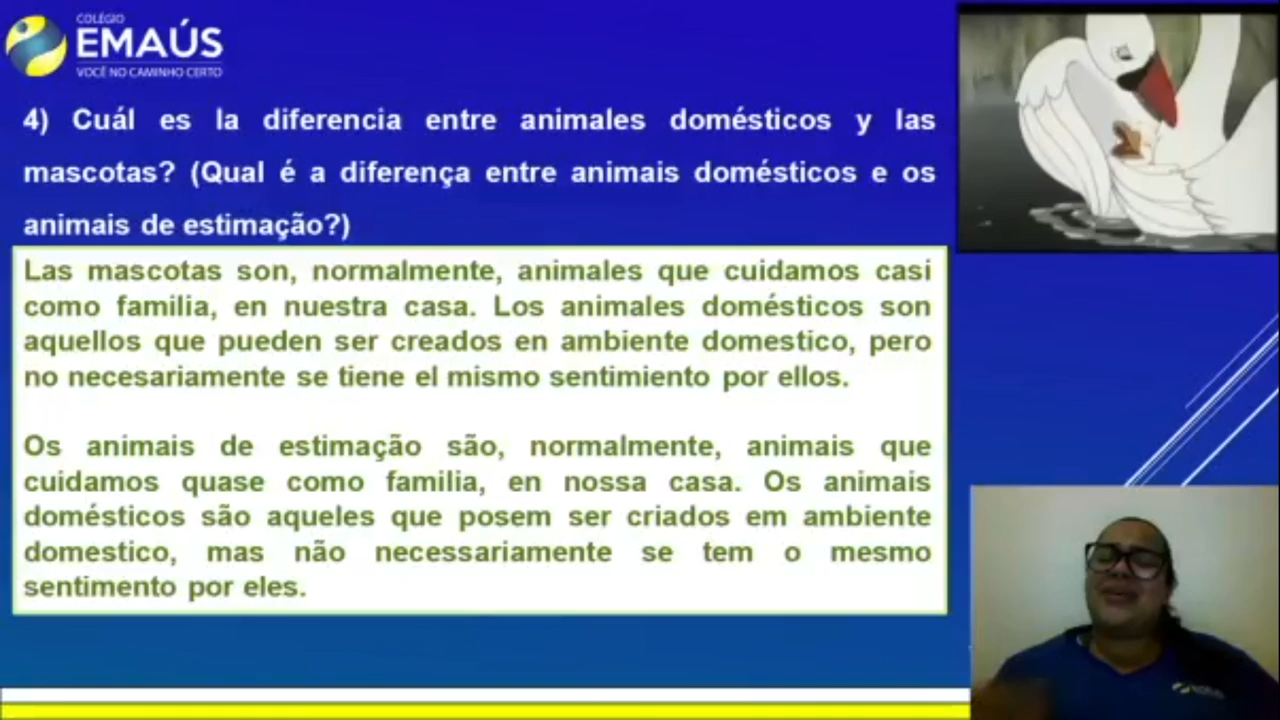 COLÉGIO
EMAÚS
VOCÊ NO CAMINHO CERTO
4) Cuál es la diferencia entre animales domésticos y las
mascotas? (Qual é a diferença entre animais domésticos e os
animais de estimação?)
Las mascotas son, normalmente, animales que cuidamos casi
como familia, en nuestra casa. Los animales domésticos son
aquellos que pueden ser creados en ambiente domestico, pero
no necesariamente se tiene el mismo sentimiento por ellos.
Os animais de estimação são, normalmente, animais que
cuidamos quase como familia, en nossa casa. Os animais
domésticos são aqueles que posem ser criados em ambiente
domestico, mas não necessariamente se tem o mesmo
sentimento por eles.